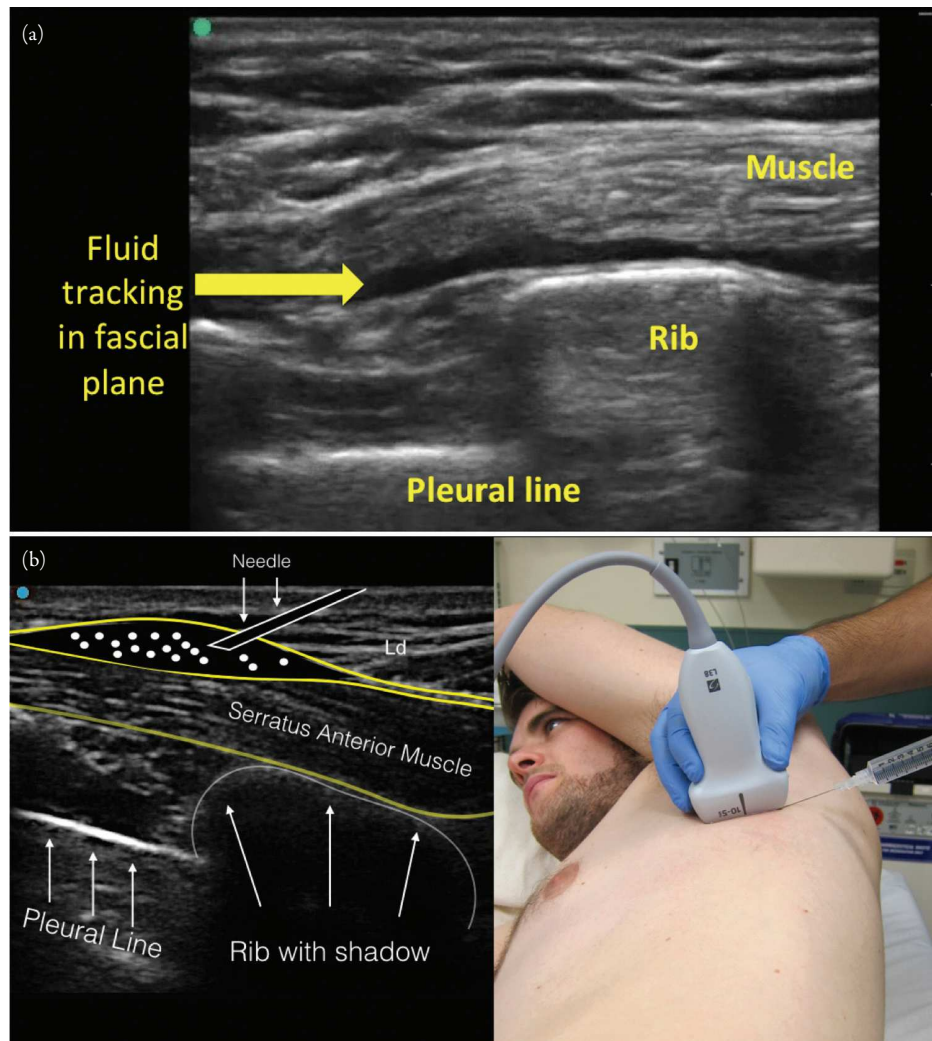 (a)
Muscle
Fluid
tracking
in fascial
plane
Rib
Pleural line
(b)
Needle
Ld
Serratus Anterior Muscle
Pleural Line
Rib with shadow
L38
10-5